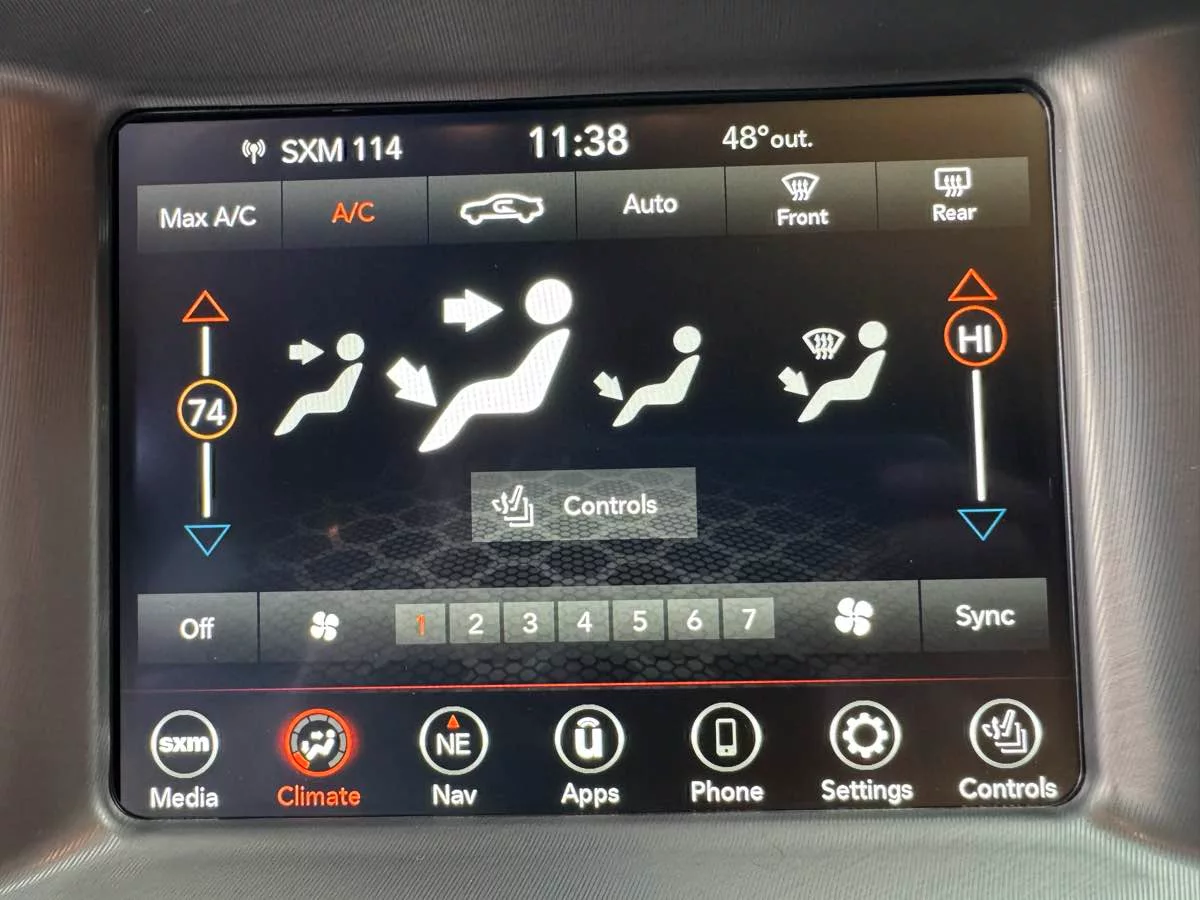 SXM 114 11:38 48°out.
Max A/C A/C Auto Front Rear
HI
74
Controls
Off 1 2 3 4 5 6 7 Sync
sxm NE u
Media Climate Nav Apps Phone Settings Controls